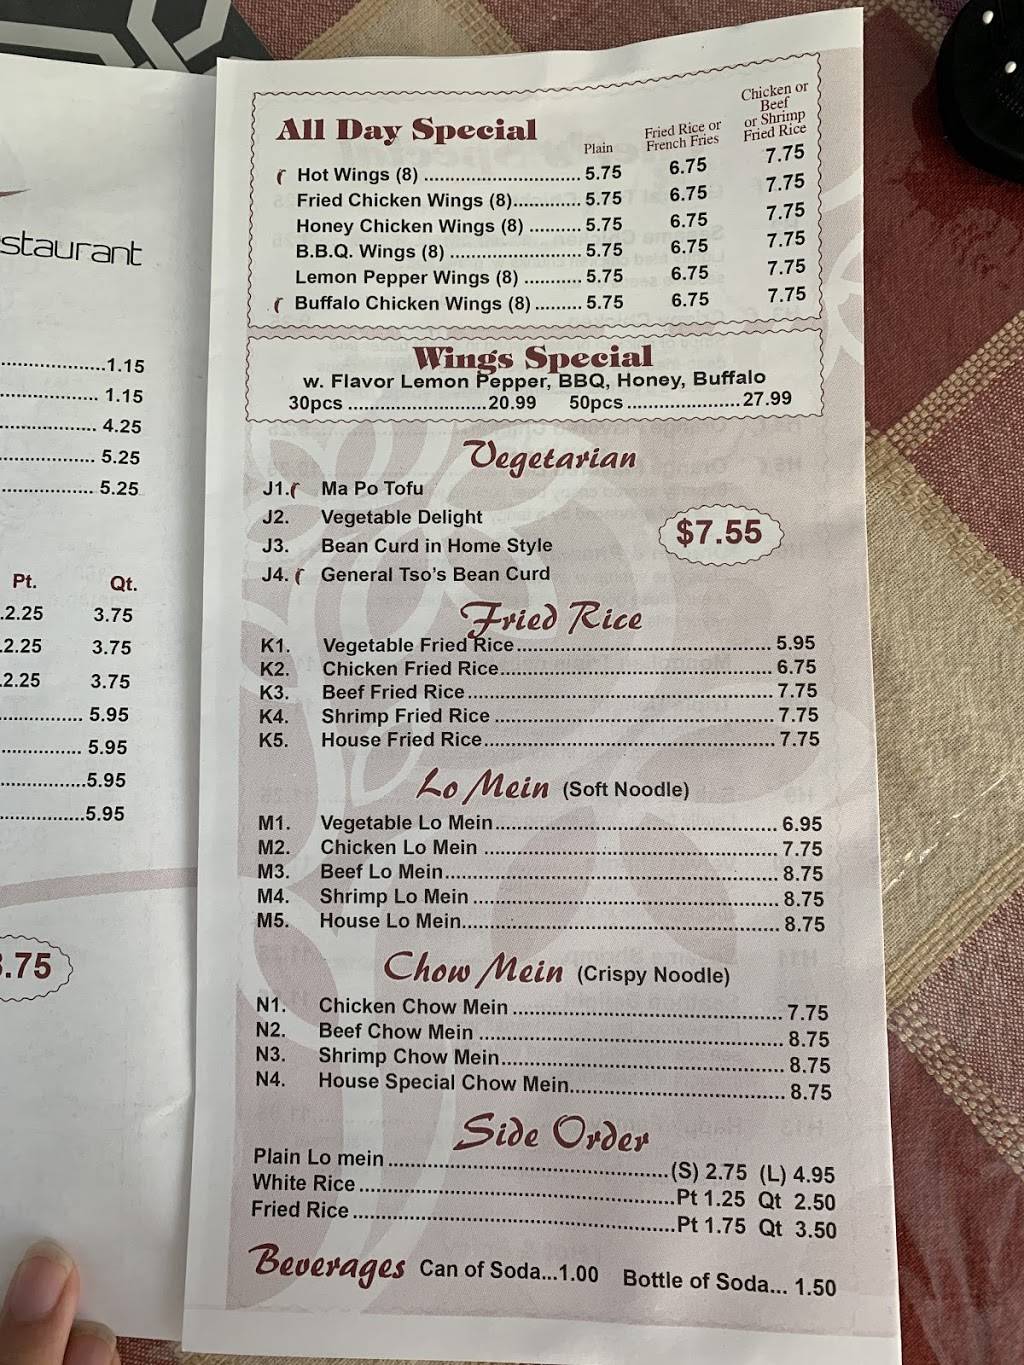 staurant
....................1.15
.................. 1.15
.................. 4.25
.................. 5.25
.................. 5.25
Pt. Qt.
.2.25 3.75
.2.25 3.75
.2.25 3.75
............... 5.95
............... 5.95
................5.95
................5.95
.75
All Day Special
Plain
Fried Rice or
French Fries
Chicken or
Beef
or Shrimp
Fried Rice
Hot Wings (8) ............................. 5.75 6.75 7.75
Fried Chicken Wings (8)............. 5.75 6.75 7.75
Honey Chicken Wings (8) .......... 5.75 6.75 7.75
B.B.Q. Wings (8) ........................ 5.75 6.75 7.75
Lemon Pepper Wings (8) ........... 5.75 6.75 7.75
Buffalo Chicken Wings (8) ......... 5.75 6.75 7.75
Wings Special
w. Flavor Lemon Pepper, BBQ, Honey, Buffalo
30pcs .........................20.99 50pcs.....................27.99
Vegetarian
J1. Ma Po Tofu
J2. Vegetable Delight
J3. Bean Curd in Home Style
J4. General Tso's Bean Curd
$7.55
Fried Rice
K1. Vegetable Fried Rice............................................ 5.95
K2. Chicken Fried Rice.............................................. 6.75
K3. Beef Fried Rice.................................................... 7.75
K4. Shrimp Fried Rice ............................................... 7.75
K5. House Fried Rice................................................. 7.75
Lo Mein (Soft Noodle)
M1. Vegetable Lo Mein............................................... 6.95
M2. Chicken Lo Mein ................................................. 7.75
M3. Beef Lo Mein........................................................ 8.75
M4. Shrimp Lo Mein ................................................... 8.75
M5. House Lo Mein..................................................... 8.75
Chow Mein (Crispy Noodle)
N1. Chicken Chow Mein ............................................. 7.75
N2. Beef Chow Mein .................................................. 8.75
N3. Shrimp Chow Mein............................................... 8.75
N4. House Special Chow Mein.................................... 8.75
Side Order
Plain Lo mein ..............................................(S) 2.75 (L) 4.95
White Rice ....................................................Pt 1.25 Qt 2.50
Fried Rice .....................................................Pt 1.75 Qt 3.50
Beverages Can of Soda...1.00 Bottle of Soda... 1.50